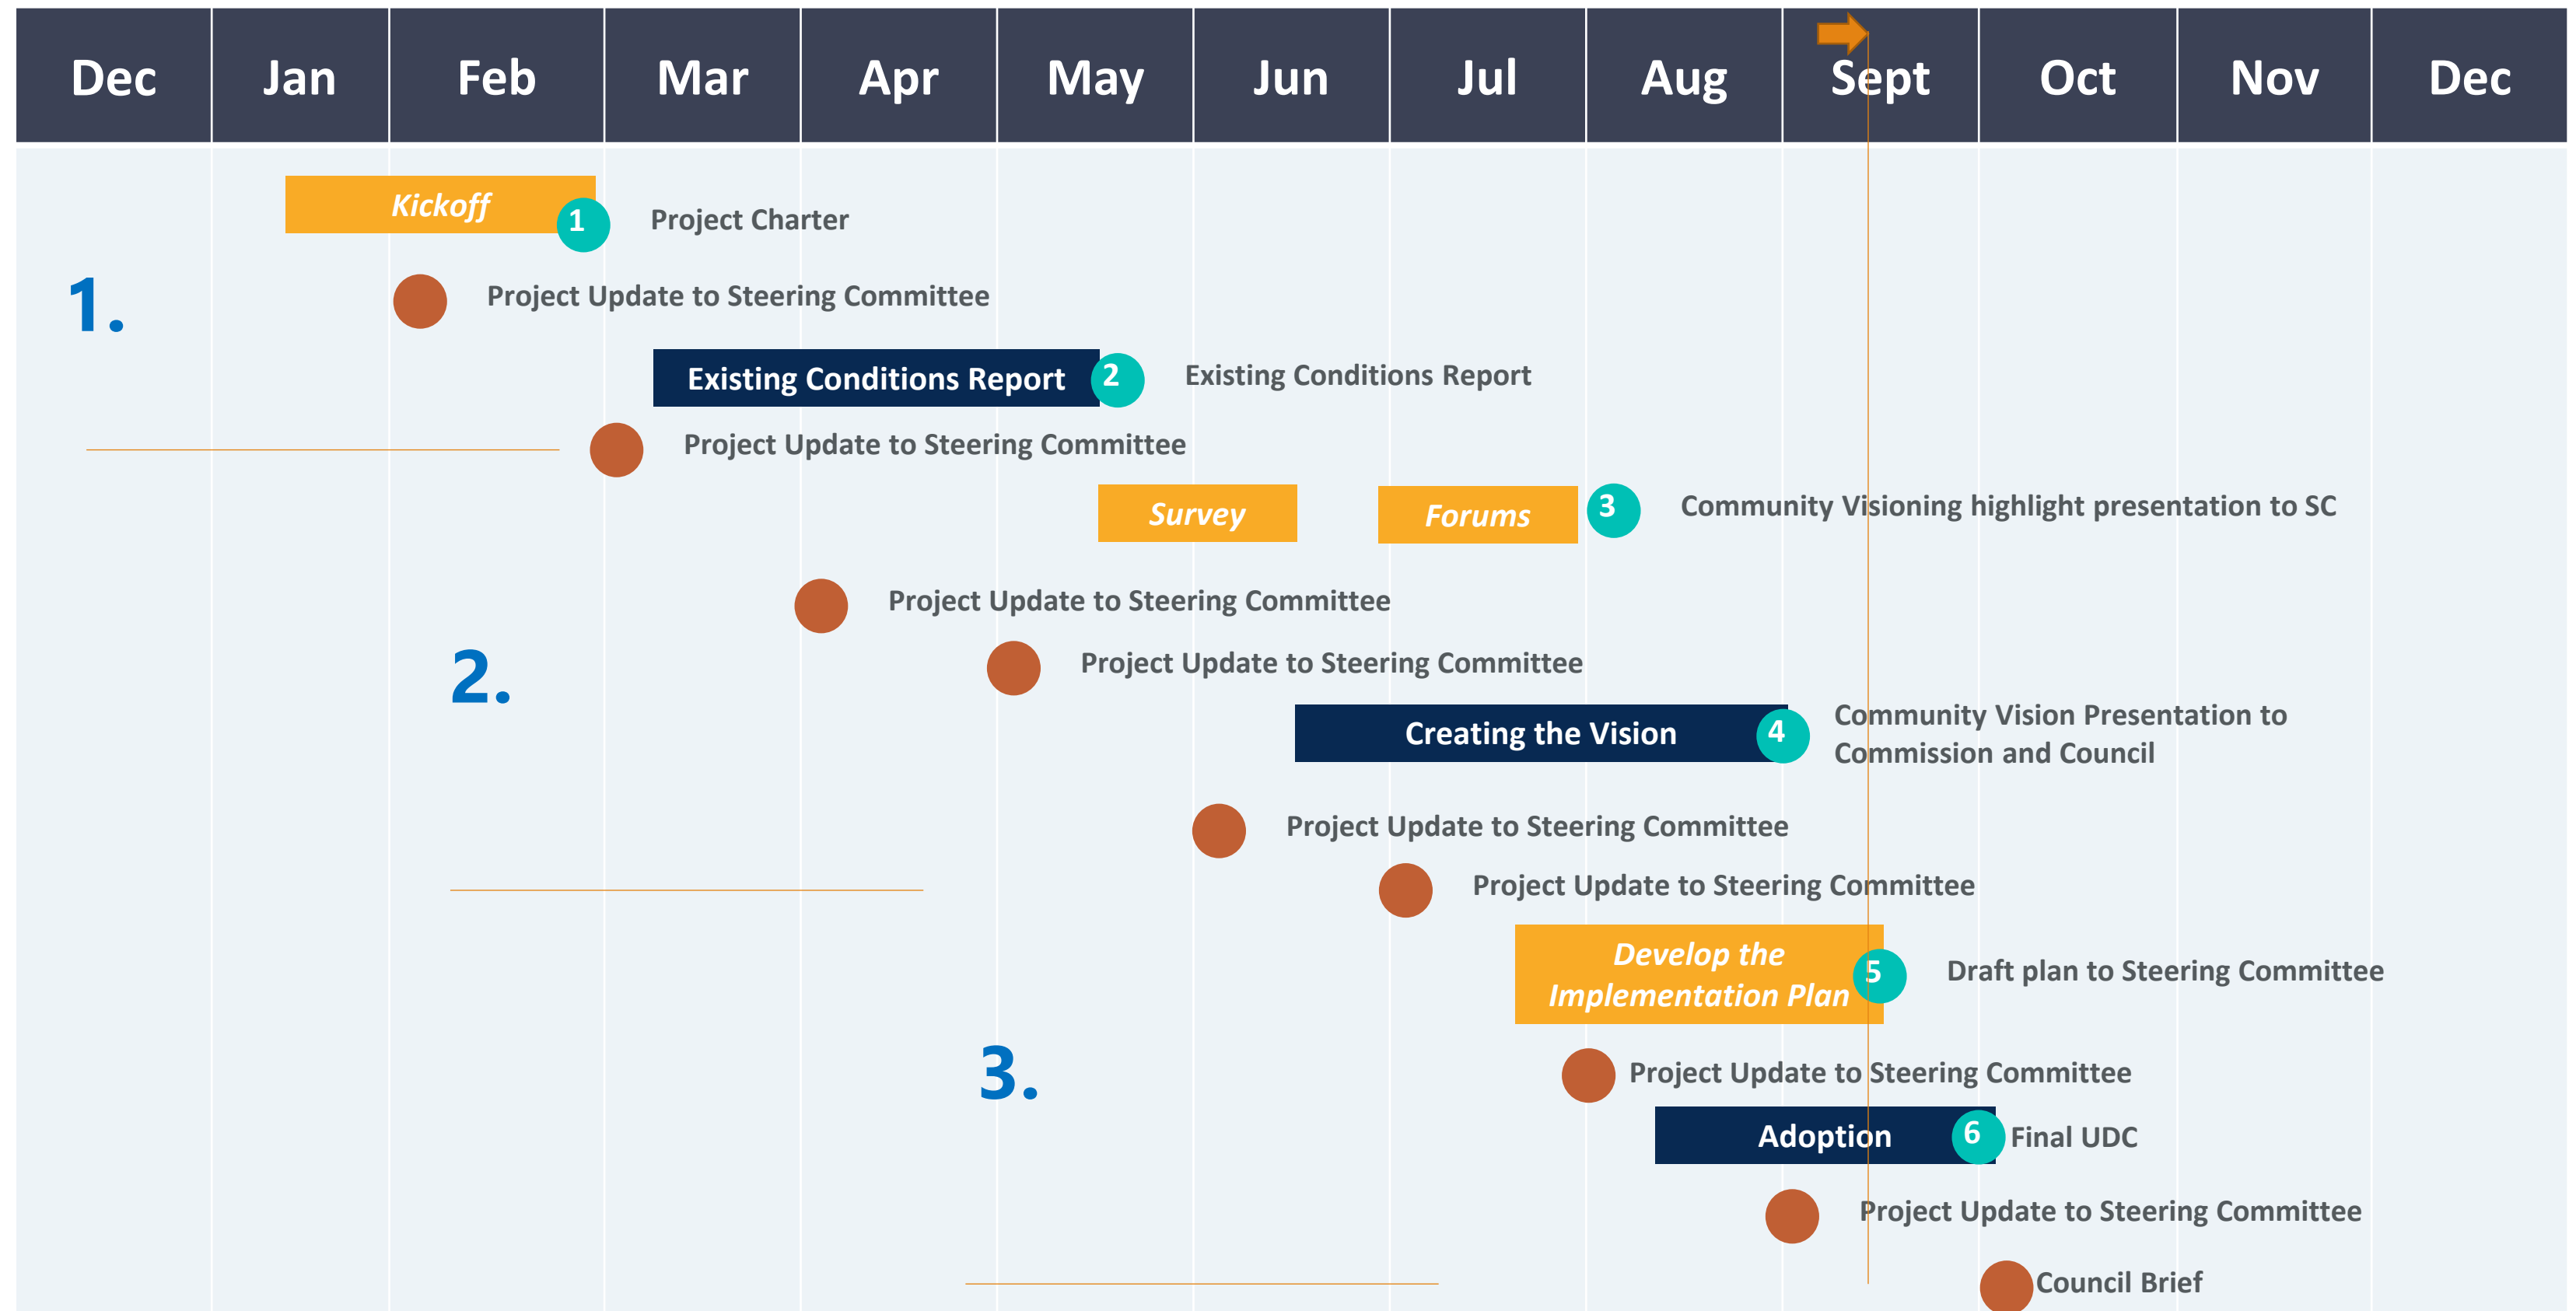 Dec Jan Feb Mar Apr May Jun Jul Aug Sept Oct Nov Dec
Kickoff
1
Project Charter
1.
Project Update to Steering Committee
Existing Conditions Report
2
Existing Conditions Report
Project Update to Steering Committee
Survey
Forums
3
Community Visioning highlight presentation to SC
Project Update to Steering Committee
2.
Project Update to Steering Committee
Creating the Vision
4
Community Vision Presentation to
Commission and Council
Project Update to Steering Committee
Project Update to Steering Committee
Develop the
Implementation Plan
5
Draft plan to Steering Committee
3.
Project Update to Steering Committee
Adoption
6
Final UDC
Project Update to Steering Committee
Council Brief